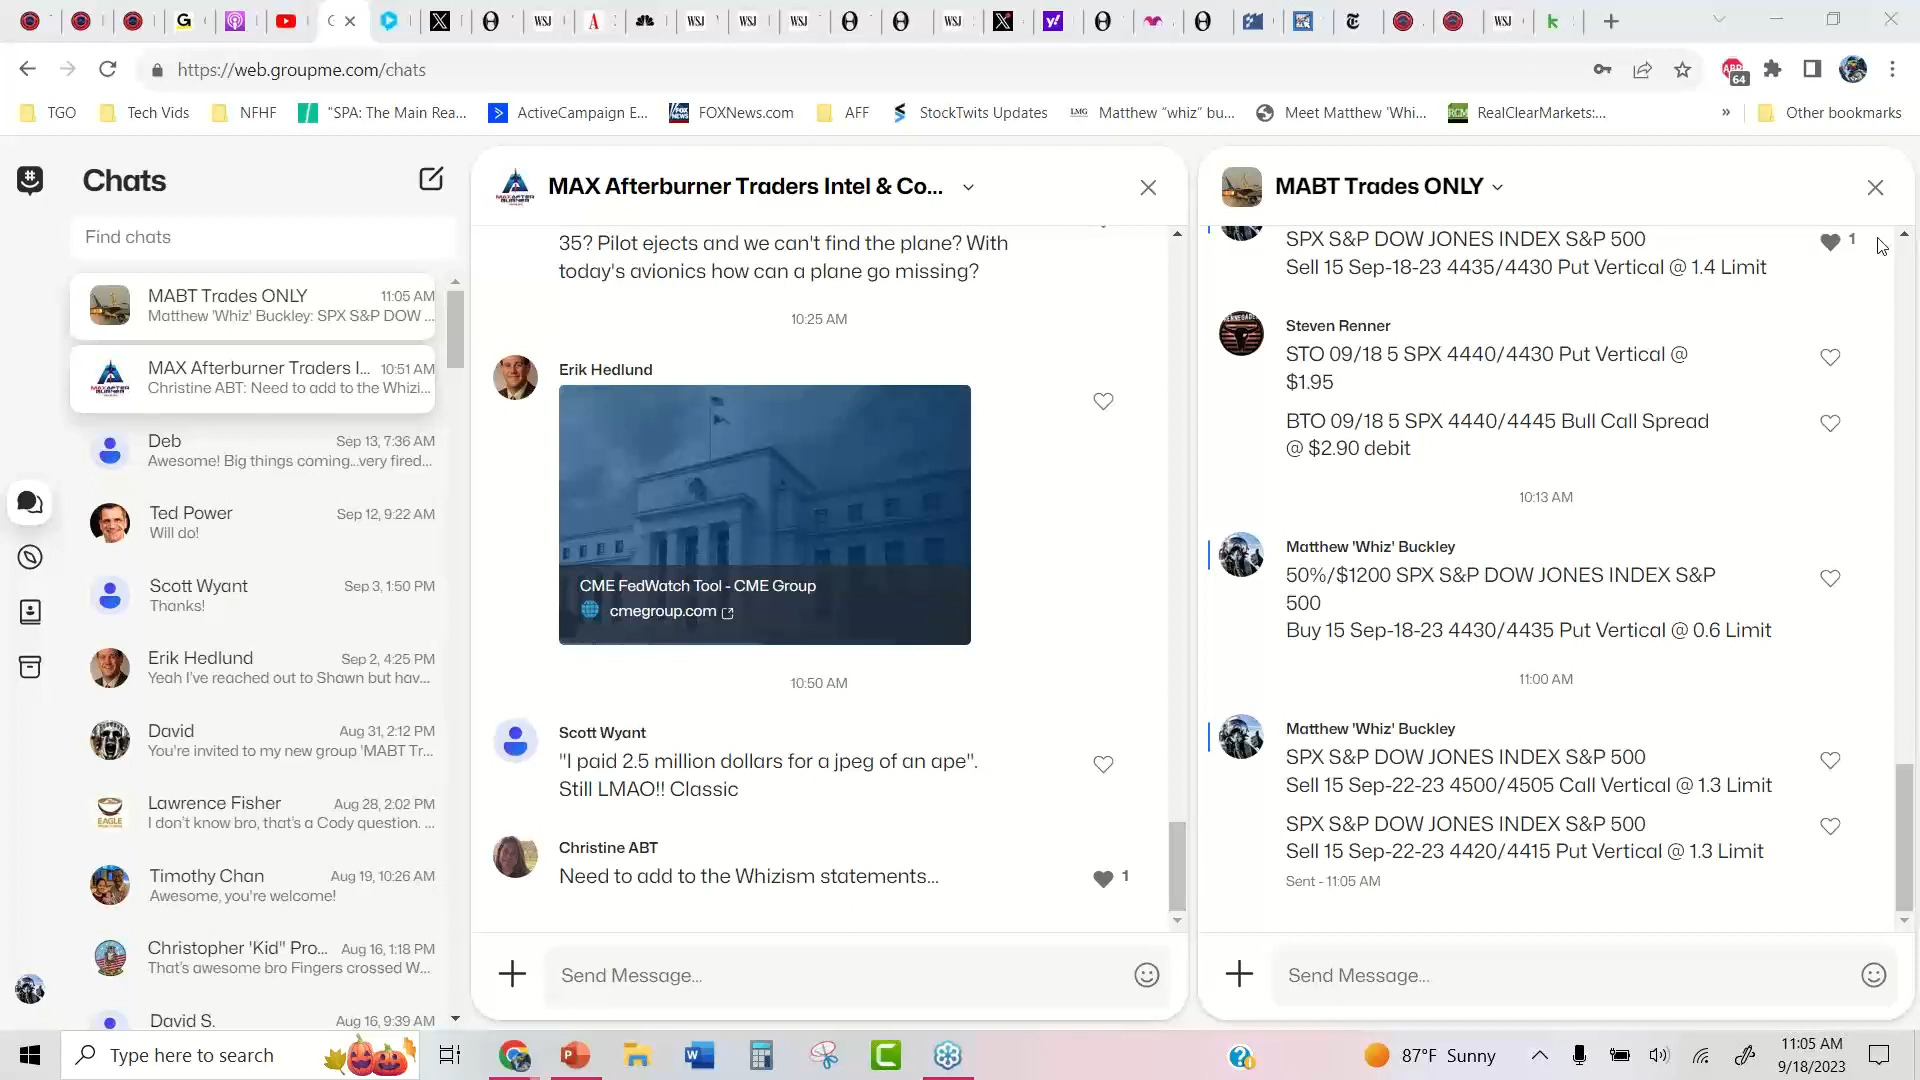 https://web.groupme.com/chats
64
TGO
Tech Vids
NFHF
"SPA: The Main Rea...
ActiveCampaign E...
FOXNews.com
AFF
StockTwits Updates
Matthew “whiz” bu...
Meet Matthew 'Whi...
RealClearMarkets:...
»
Other bookmarks
Chats
Find chats
MABT Trades ONLY
11:05 AM
Matthew 'Whiz' Buckley: SPX S&P DOW ...
MAX Afterburner Traders I...
10:51 AM
Christine ABT: Need to add to the Whizi...
Deb
Sep 13, 7:36 AM
Awesome! Big things coming...very fired...
Ted Power
Sep 12, 9:22 AM
Will do!
Scott Wyant
Sep 3, 1:50 PM
Thanks!
Erik Hedlund
Sep 2, 4:25 PM
Yeah I've reached out to Shawn but hav...
David
Aug 31, 2:12 PM
You're invited to my new group 'MABT Tr...
Lawrence Fisher
Aug 28, 2:02 PM
I don't know bro, that's a Cody question. ...
Timothy Chan
Aug 19, 10:26 AM
Awesome, you're welcome!
Christopher 'Kid" Pro...
Aug 16, 1:18 PM
That's awesome bro Fingers crossed W...
David S.
Aug 16, 9:39 AM
MAX Afterburner Traders Intel & Co...
35? Pilot ejects and we can't find the plane? With
today's avionics how can a plane go missing?
10:25 AM
Erik Hedlund
CME FedWatch Tool - CME Group
cmegroup.com
10:50 AM
Scott Wyant
"I paid 2.5 million dollars for a jpeg of an ape".
Still LMAO!! Classic
Christine ABT
Need to add to the Whizism statements...
1
Send Message...
MABT Trades ONLY
SPX S&P DOW JONES INDEX S&P 500
1
Sell 15 Sep-18-23 4435/4430 Put Vertical @ 1.4 Limit
Steven Renner
STO 09/18 5 SPX 4440/4430 Put Vertical @
$1.95
BTO 09/18 5 SPX 4440/4445 Bull Call Spread
@ $2.90 debit
10:13 AM
Matthew 'Whiz' Buckley
50%/$1200 SPX S&P DOW JONES INDEX S&P
500
Buy 15 Sep-18-23 4430/4435 Put Vertical @ 0.6 Limit
11:00 AM
Matthew 'Whiz' Buckley
SPX S&P DOW JONES INDEX S&P 500
Sell 15 Sep-22-23 4500/4505 Call Vertical @ 1.3 Limit
SPX S&P DOW JONES INDEX S&P 500
Sell 15 Sep-22-23 4420/4415 Put Vertical @ 1.3 Limit
Sent - 11:05 AM
Send Message...
Type here to search
87°F Sunny
11:05 AM
9/18/2023